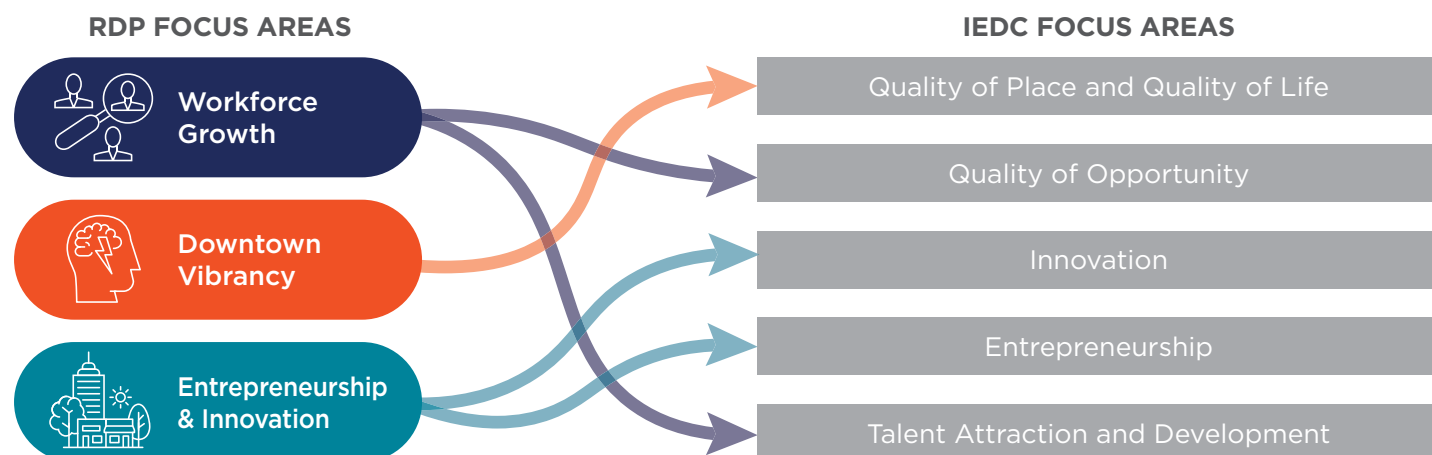 RDP FOCUS AREAS
Workforce
Growth
Downtown
Vibrancy
Entrepreneurship
& Innovation
IEDC FOCUS AREAS
Quality of Place and Quality of Life
Quality of Opportunity
Innovation
Entrepreneurship
Talent Attraction and Development